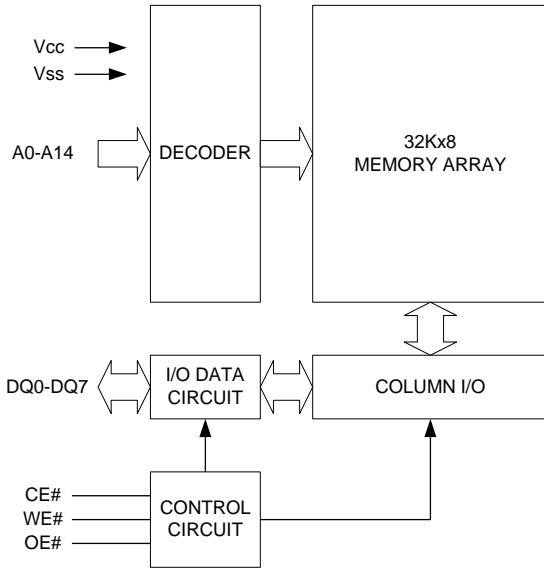 Vcc
Vss
A0-A14
DECODER
32Kx8
MEMORY ARRAY
DQ0-DQ7
I/O DATA
CIRCUIT
COLUMN I/O
CE#
WE#
OE#
CONTROL
CIRCUIT